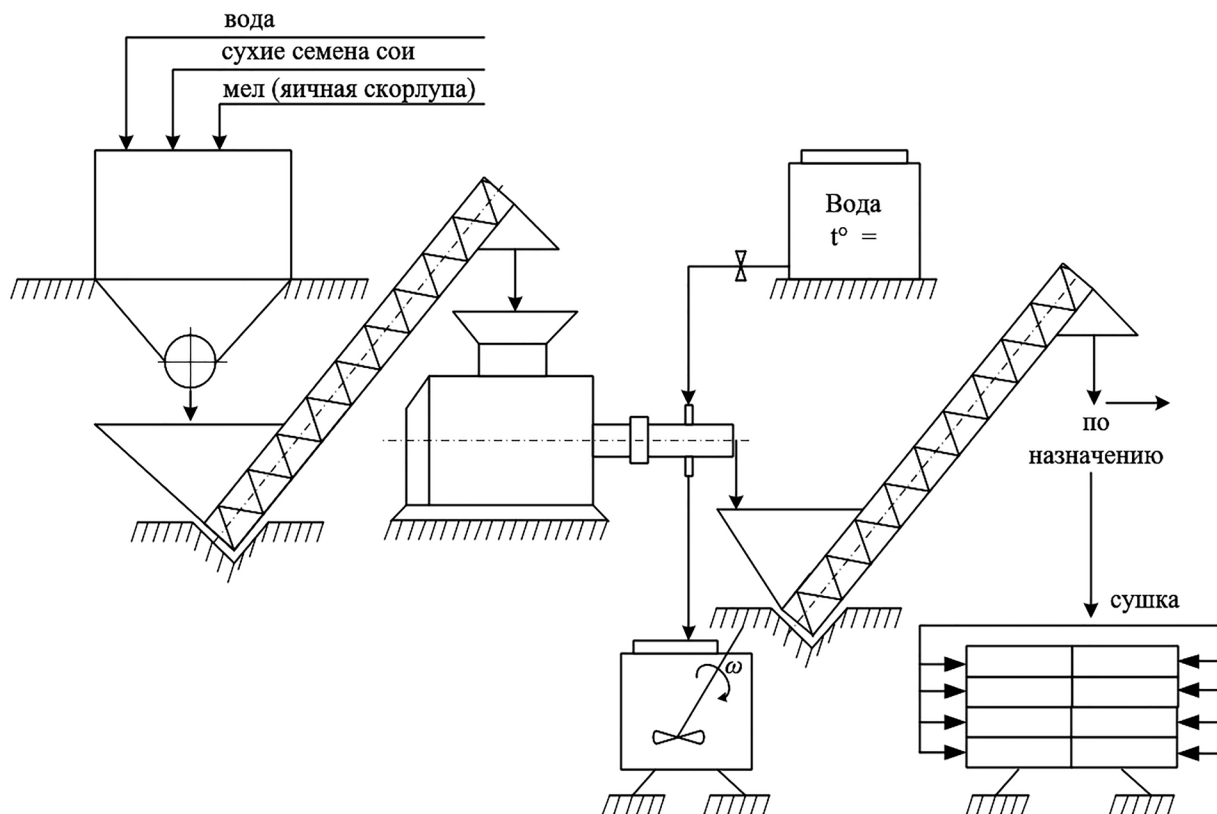 вода
сухие семена сои
мел (яичная скорлупа)
Вода
t° =
по
назначению
сушка
ω